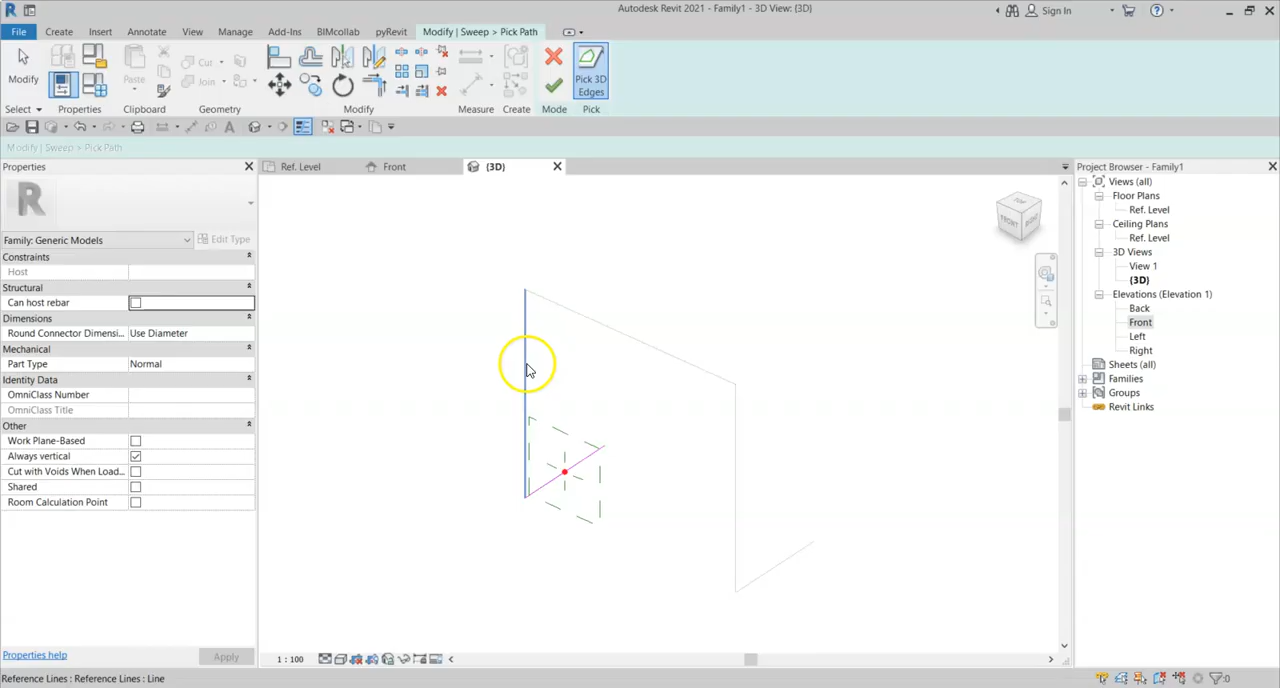 Autodesk Revit 2021 - Family1 - 3D View: {3D}
Sign In
File Create Insert Annotate View Manage Add-Ins BIMcollab pyRevit Modify | Sweep > Pick Path
Modify
Paste
Cut
Join
Pick 3D
Edges
Select Properties Clipboard Geometry Modify Measure Create Mode Pick
Modify | Sweep > Pick Path
Properties
Ref. Level
Front
{3D}
Project Browser - Family1
R
Family: Generic Models
Edit Type
Constraints
Host
Structural
Can host rebar
Dimensions
Round Connector Dimensi... Use Diameter
Mechanical
Part Type Normal
Identity Data
OmniClass Number
OmniClass Title
Other
Work Plane-Based
Always vertical
Cut with Voids When Load...
Shared
Room Calculation Point
Properties help
Apply
TOP
FRONT
Views (all)
Floor Plans
Ref. Level
Ceiling Plans
Ref. Level
3D Views
View 1
{3D}
Elevations (Elevation 1)
Back
Front
Left
Right
Sheets (all)
Families
Groups
Revit Links
1 : 100
Reference Lines : Reference Lines : Line
:0